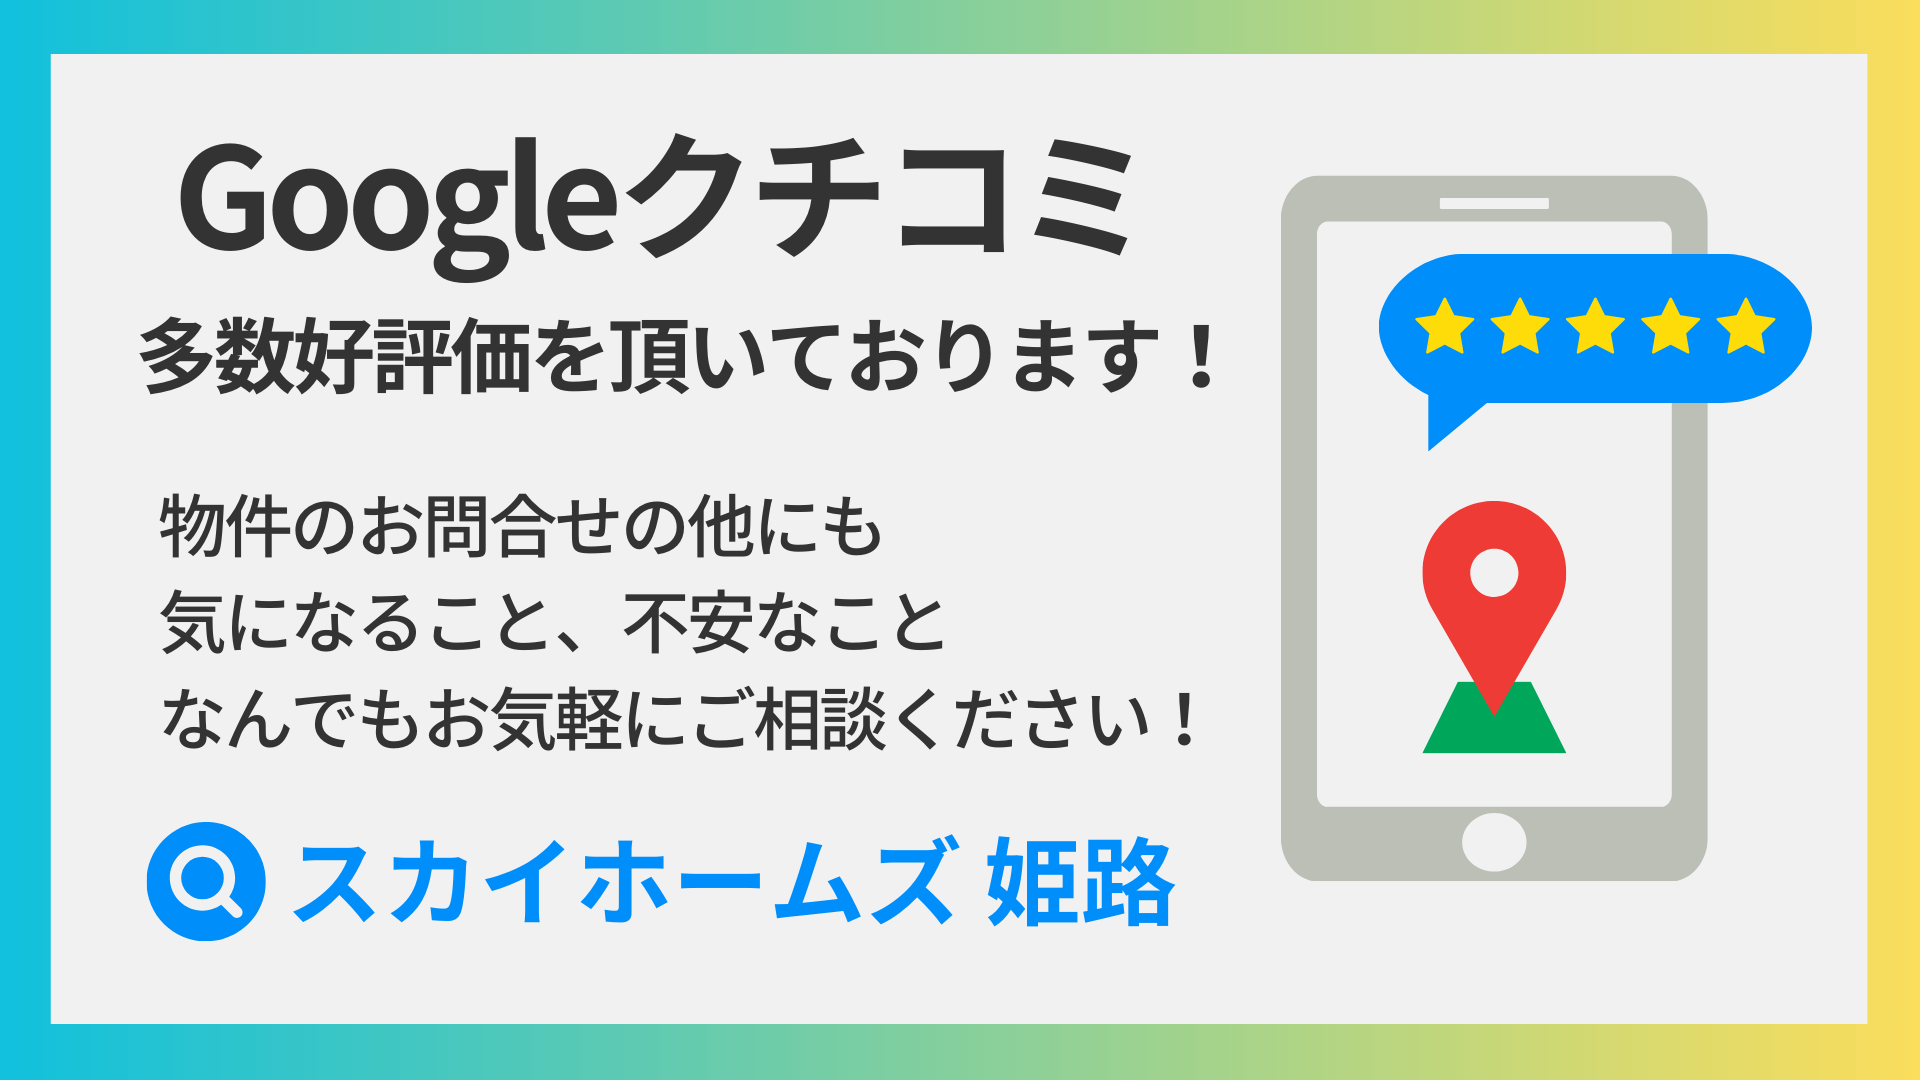 Googleクチコミ
多数好評価を頂いております！
物件のお問合せの他にも
気になること、不安なこと
なんでもお気軽にご相談ください！
スカイホームズ 姫路